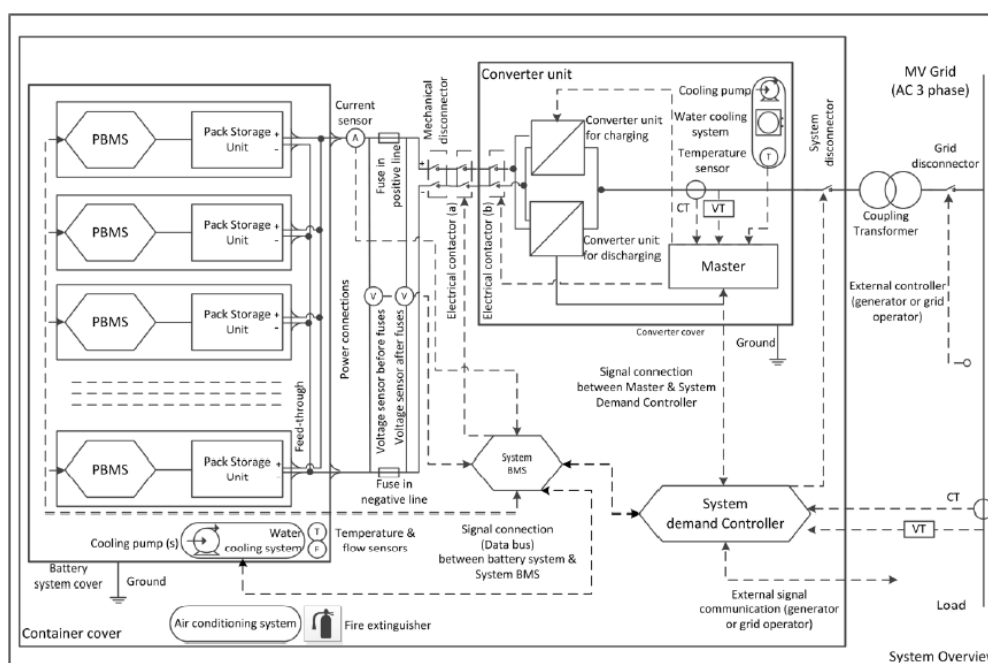 Converter unit
MV Grid
(AC 3 phase)
Current
sensor
Mechanical
disconnector
Cooling pump
Water cooling
system
Temperature
sensor
T
System
disconnector
Grid
disconnector
PBMS
Pack Storage
Unit
+
-
A
Fuse in
positive line
+
-
Converter unit
for charging
CT
VT
Coupling
Transformer
PBMS
Pack Storage
Unit
+
-
Electrical contactor (a)
Electrical contactor (b)
Converter unit
for discharging
Master
External controller
(generator or grid
operator)
PBMS
Pack Storage
Unit
+
-
Power connections
V
V
Voltage sensor before fuses
Voltage sensor after fuses
Converter cover
Ground
Signal connection
between Master & System
Demand Controller
Feed-through
PBMS
Pack Storage
Unit
+
Fuse in
negative line
System
BMS
System
demand Controller
CT
VT
Cooling pump (s)
Water
cooling system
T
F
Temperature &
flow sensors
Signal connection
(Data bus)
between battery system &
System BMS
Battery
system cover
Ground
External signal
communication (generator
or grid operator)
Load
Container cover
Air conditioning system
Fire extinguisher
System Overview